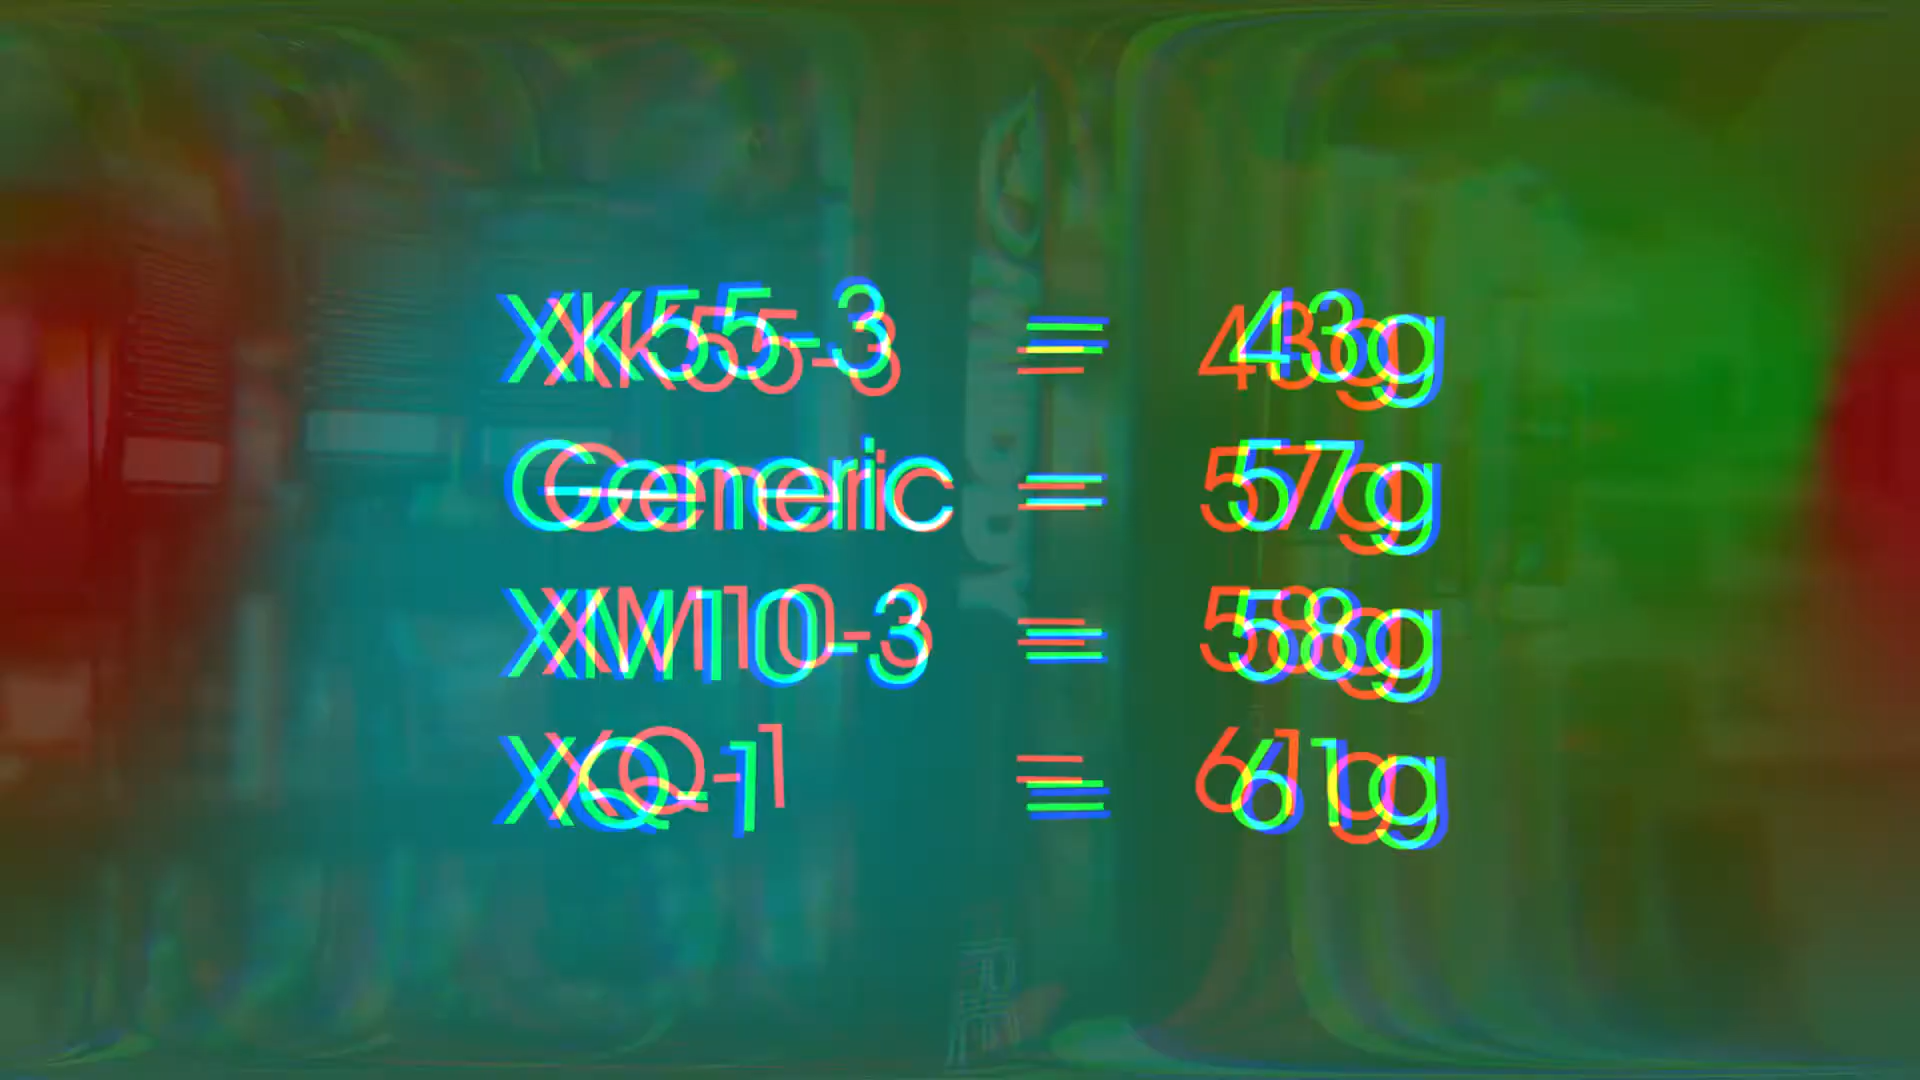 XK55-3 = 43g
Generic = 57g
XM10-3 = 58g
XQ-1 = 61g